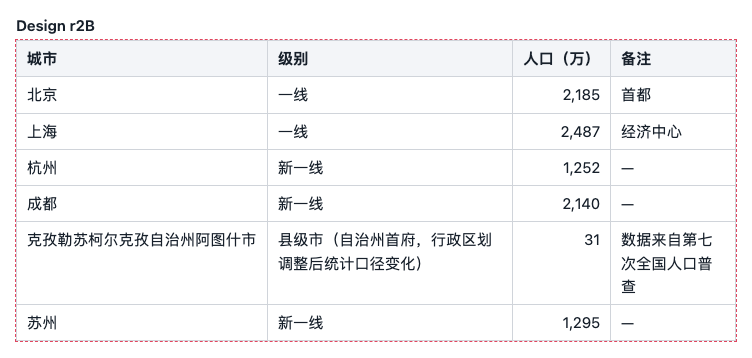 Design r2B
城市 级别 人口（万） 备注
北京 一线 2,185 首都
上海 一线 2,487 经济中心
杭州 新一线 1,252 —
成都 新一线 2,140 —
克孜勒苏柯尔克孜自治州阿图什市 县级市（自治州首府，行政区划 31 数据来自第七
调整后统计口径变化） 次全国人口普
查
苏州 新一线 1,295 —